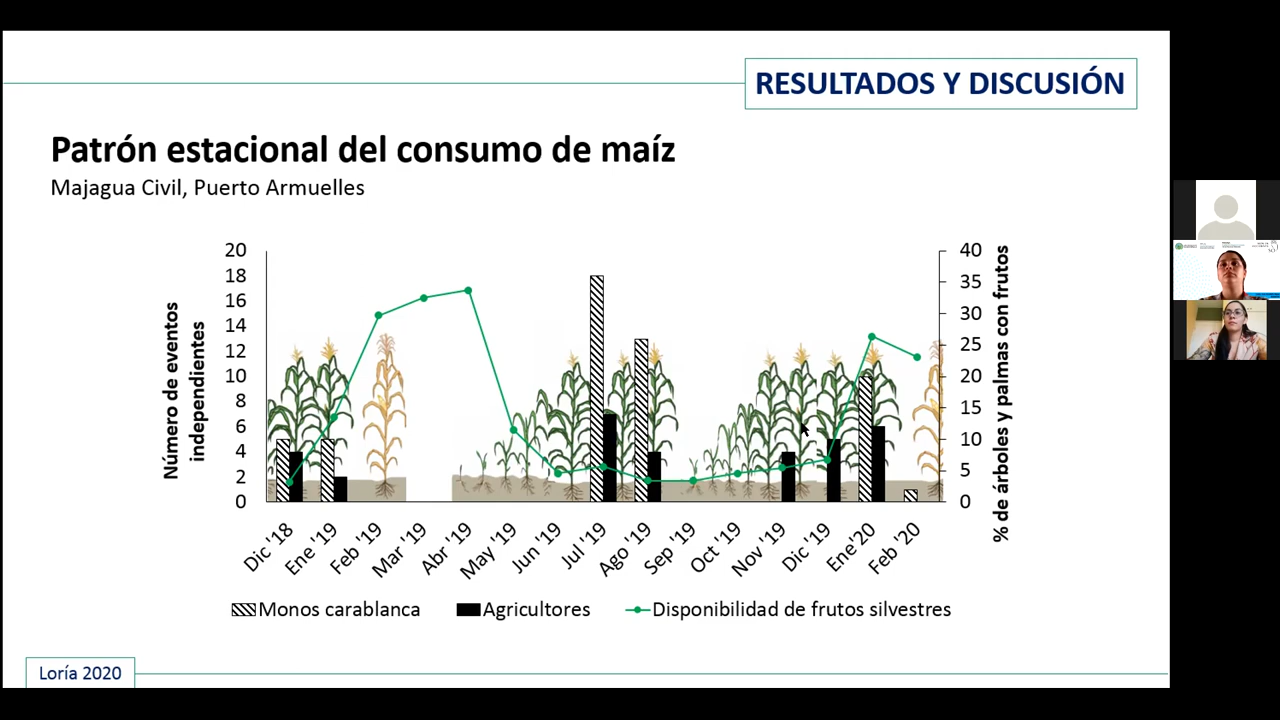 RESULTADOS Y DISCUSIÓN
Patrón estacional del consumo de maíz
Majagua Civil, Puerto Armuelles
Número de eventos
independientes
20
18
16
14
12
10
8
6
4
2
0
40
35
30
25
20
15
10
5
0
% de árboles y palmas con frutos
Dic '18
Ene '19
Feb '19
Mar '19
Abr '19
May '19
Jun '19
Jul '19
Ago '19
Sep '19
Oct '19
Nov '19
Dic '19
Ene'20
Feb '20
Monos carablanca
Agricultores
Disponibilidad de frutos silvestres
Loría 2020